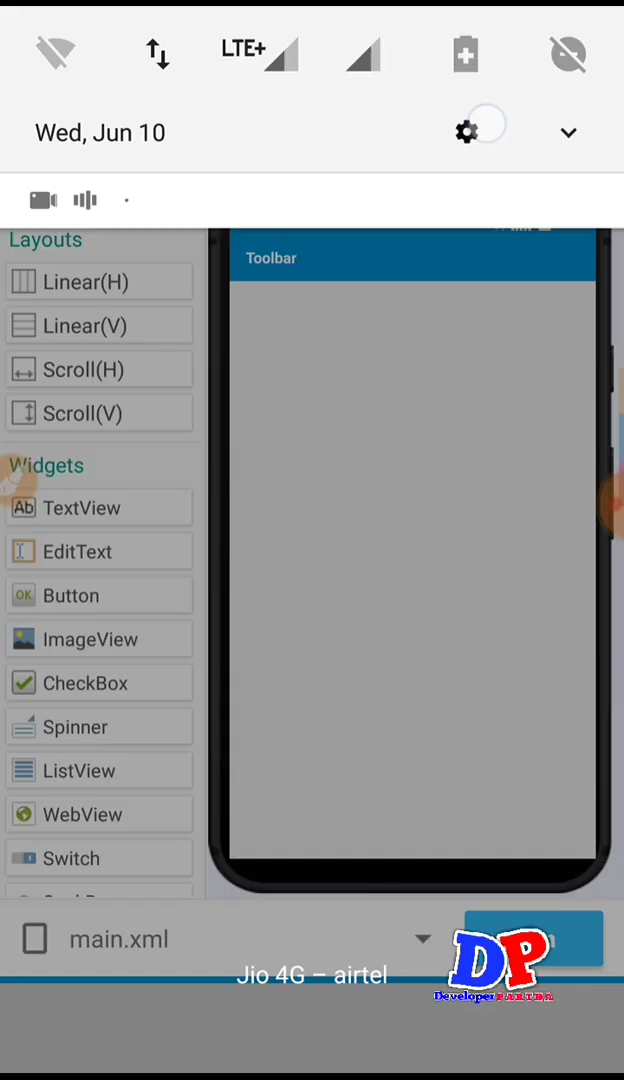 LTE+
Wed, Jun 10
Layouts
Toolbar
Linear(H)
Linear(V)
Scroll(H)
Scroll(V)
Widgets
Ab TextView
EditText
OK Button
ImageView
CheckBox
Spinner
ListView
WebView
Switch
main.xml
Jio 4G – airtel
DP
Developer